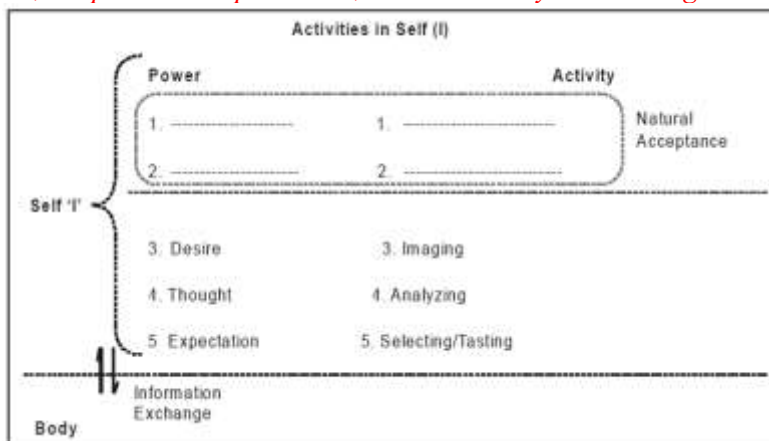 Activities in Self (I)
Power Activity
1. -------------------- 1. -------------------------
Natural
Acceptance
2. -------------------- 2. -------------------------
Self 'I'
3. Desire 3. Imaging
4. Thought 4. Analyzing
5 Expectation 5. Selecting/Tasting
Information
Exchange
Body